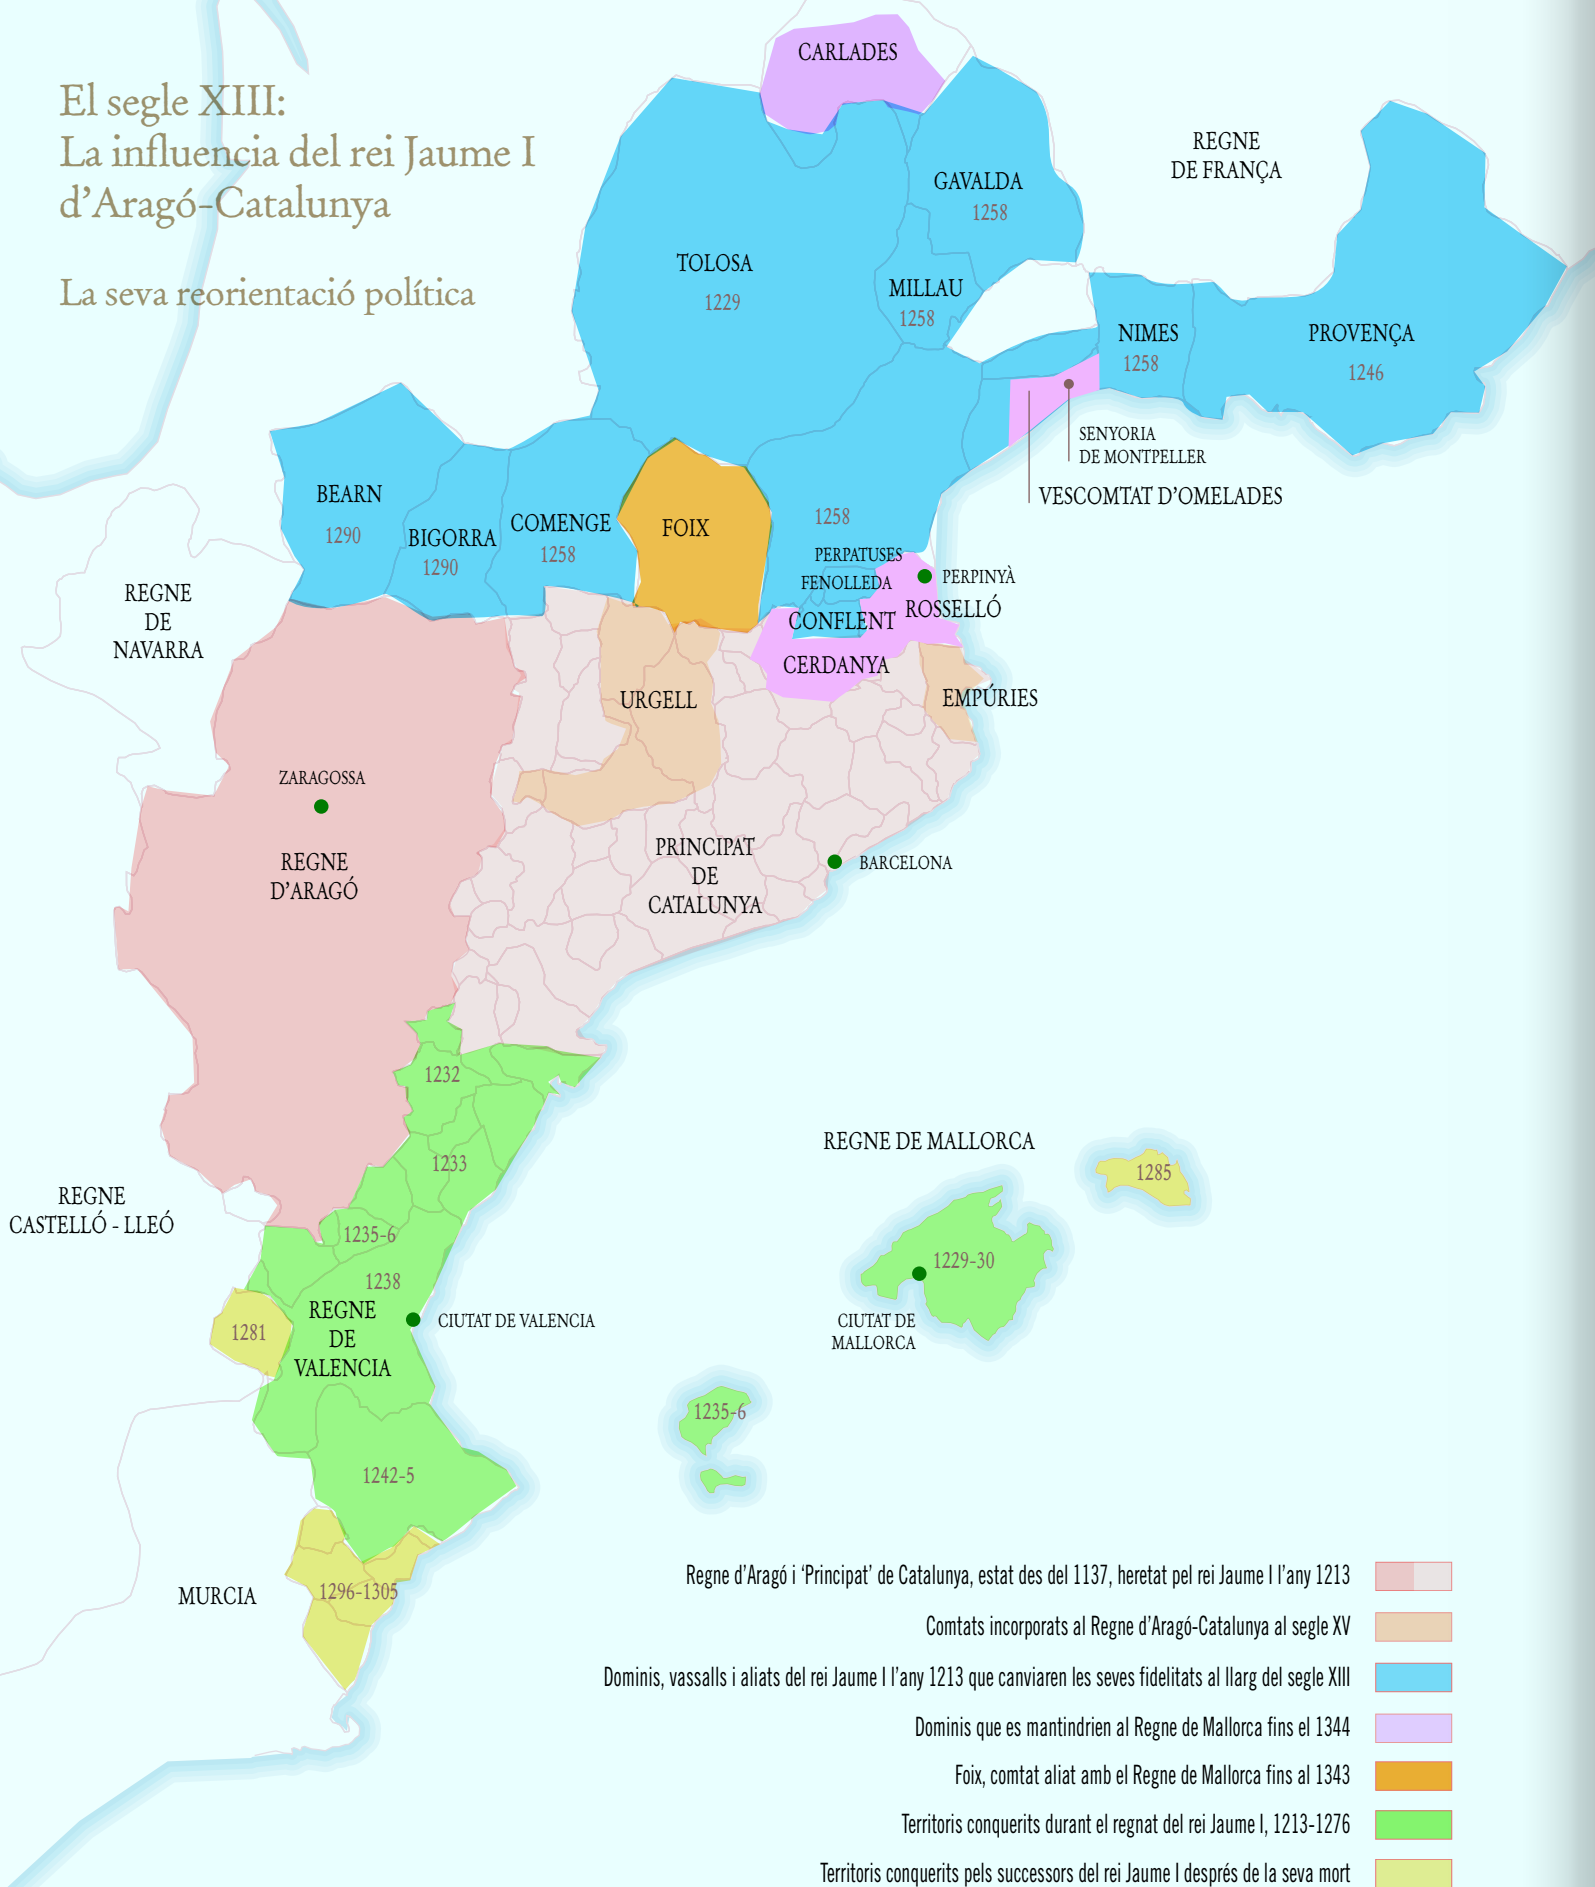 El segle XIII:
La influencia del rei Jaume I
d’Aragó-Catalunya
La seva reorientació política
CARLADES
REGNE
DE FRANÇA
GAVALDA
1258
TOLOSA
1229
MILLAU
1258
NIMES
1258
PROVENÇA
1246
SENYORIA
DE MONTPELLER
VESCOMTAT D’OMELADES
BEARN
1290
BIGORRA
1290
COMENGE
1258
FOIX
1258
PERPATUSES
FENOLLEDA
PERPINYÀ
ROSSELLÓ
CONFLENT
CERDANYA
REGNE
DE
NAVARRA
URGELL
EMPÚRIES
ZARAGOSSA
REGNE
D’ARAGÓ
PRINCIPAT
DE
CATALUNYA
BARCELONA
1232
1233
REGNE DE MALLORCA
1285
REGNE
CASTELLÓ - LLEÓ
1235-6
1238
1229-30
REGNE
DE
VALENCIA
CIUTAT DE VALENCIA
CIUTAT DE
MALLORCA
1281
1235-6
1242-5
1296-1305
MURCIA
Regne d’Aragó i ‘Principat’ de Catalunya, estat des del 1137, heretat pel rei Jaume I l’any 1213
Comtats incorporats al Regne d’Aragó-Catalunya al segle XV
Dominis, vassalls i aliats del rei Jaume I l’any 1213 que canviaren les seves fidelitats al llarg del segle XIII
Dominis que es mantindrien al Regne de Mallorca fins el 1344
Foix, comtat aliat amb el Regne de Mallorca fins al 1343
Territoris conquerits durant el regnat del rei Jaume I, 1213-1276
Territoris conquerits pels successors del rei Jaume I després de la seva mort